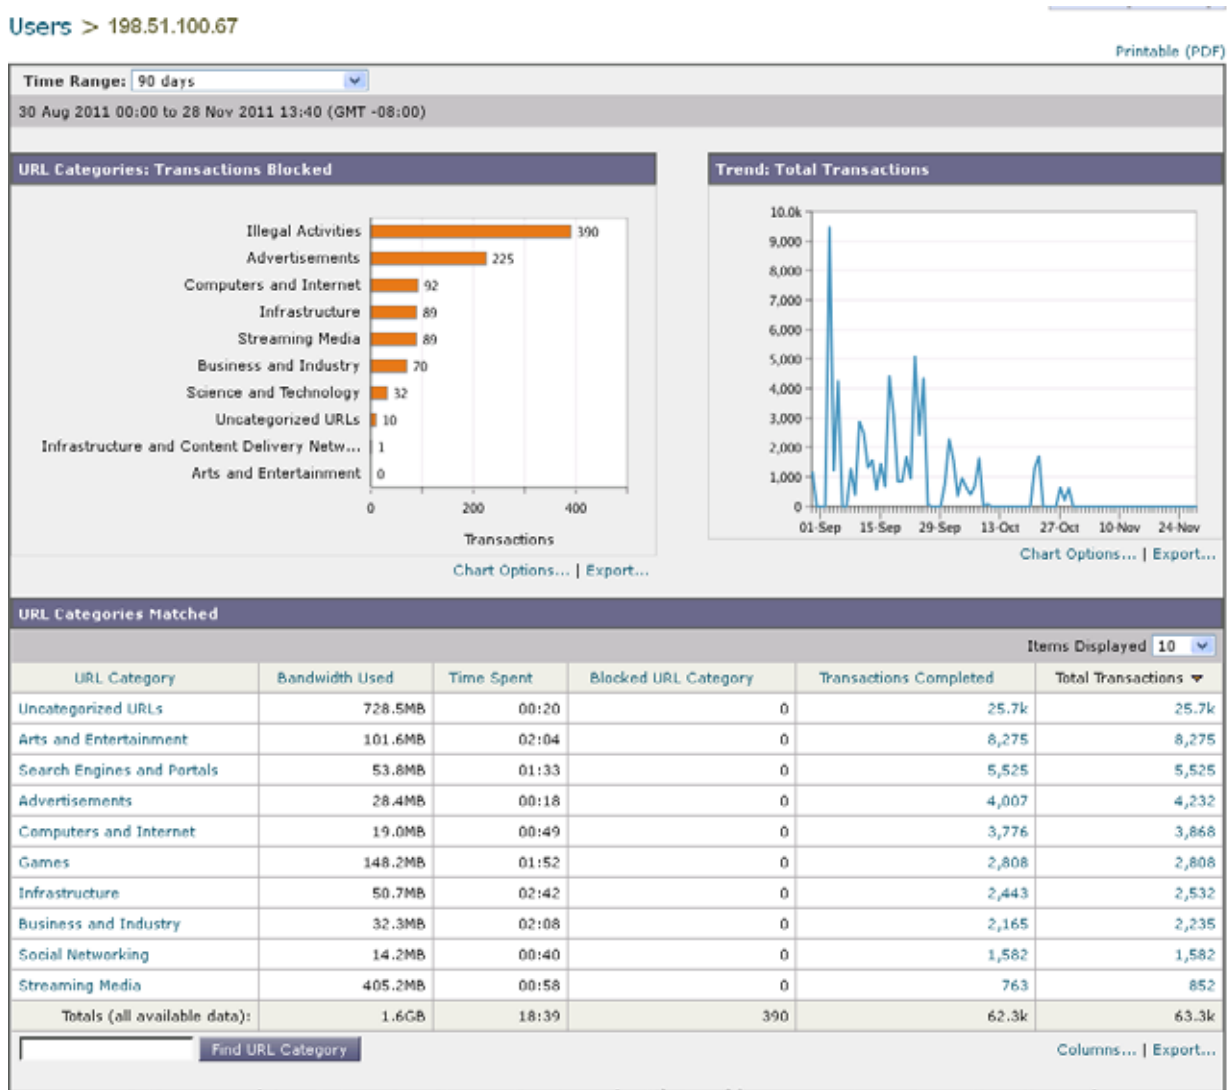 Users > 198.51.100.67
Printable (PDF)
Time Range: 90 days
30 Aug 2011 00:00 to 28 Nov 2011 13:40 (GMT -08:00)
URL Categories: Transactions Blocked
Illegal Activities 390
Advertisements 225
Computers and Internet 92
Infrastructure 89
Streaming Media 89
Business and Industry 70
Science and Technology 32
Uncategorized URLs 10
Infrastructure and Content Delivery Netw... 1
Arts and Entertainment 0
0 200 400
Transactions
Chart Options... | Export...
Trend: Total Transactions
10.0k
9,000
8,000
7,000
6,000
5,000
4,000
3,000
2,000
1,000
0
01-Sep 15-Sep 29-Sep 13-Oct 27-Oct 10-Nov 24-Nov
Chart Options... | Export...
URL Categories Matched
Items Displayed 10
URL Category Bandwidth Used Time Spent Blocked URL Category Transactions Completed Total Transactions
Uncategorized URLs 728.5MB 00:20 0 25.7k 25.7k
Arts and Entertainment 101.6MB 02:04 0 8,275 8,275
Search Engines and Portals 53.8MB 01:33 0 5,525 5,525
Advertisements 28.4MB 00:18 0 4,007 4,232
Computers and Internet 19.0MB 00:49 0 3,776 3,868
Games 148.2MB 01:52 0 2,808 2,808
Infrastructure 50.7MB 02:42 0 2,443 2,532
Business and Industry 32.3MB 02:08 0 2,165 2,235
Social Networking 14.2MB 00:40 0 1,582 1,582
Streaming Media 405.2MB 00:58 0 763 852
Totals (all available data): 1.6GB 18:39 390 62.3k 63.3k
Find URL Category
Columns... | Export...